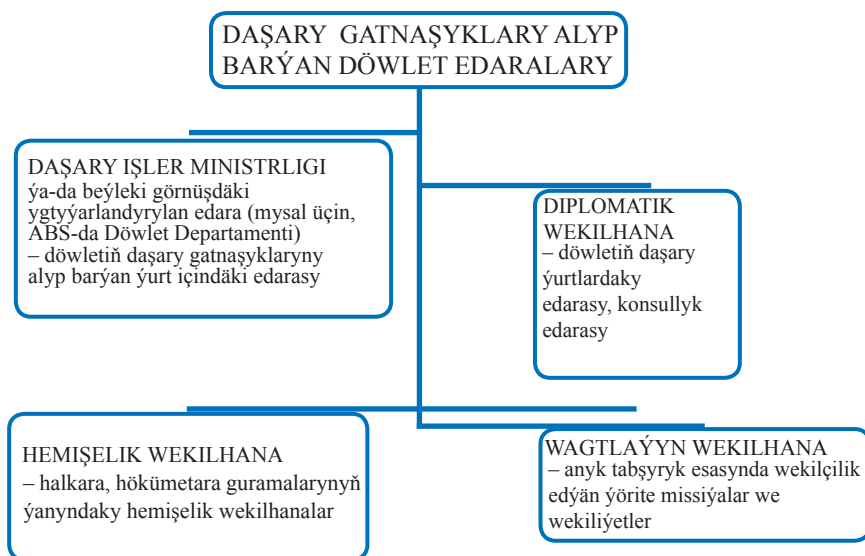 DAŞARY GATNAŞYKLARY ALYP
BARÝAN DÖWLET EDARALARY
DAŞARY IŞLER MINISTRLIGI
ýa-da beýleki görnüşdäki
ygtyýarlandyrylan edara (mysal üçin,
ABS-da Döwlet Departamenti)
– döwletiň daşary gatnaşyklaryny
alyp barýan ýurt içindäki edarasy
DIPLOMATIK
WEKILHANA
– döwletiň daşary
ýurtlardaky
edarasy, konsullyk
edarasy
HEMIŞELIK WEKILHANA
– halkara, hökümetara guramalarynyň
ýanyndaky hemişelik wekilhanalar
WAGTLAÝYN WEKILHANA
– anyk tabşyryk esasynda wekilçilik
edýän ýörite missiýalar we
wekiliýetler